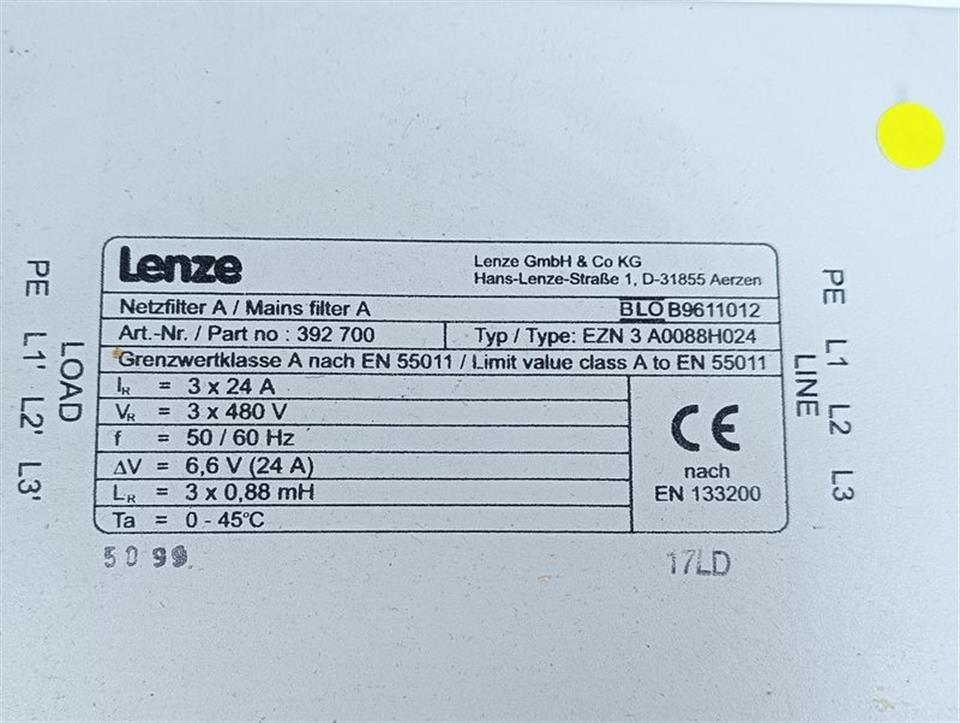 Lenze
Lenze GmbH & Co KG
Hans-Lenze-Straße 1, D-31855 Aerzen
Netzfilter A / Mains filter A
BLO B9611012
Art.-Nr. / Part no : 392 700
Typ / Type: EZN 3 A0088H024
Grenzwertklasse A nach EN 55011 / Limit value class A to EN 55011
IR = 3 x 24 A
VR = 3 x 480 V
f = 50 / 60 Hz
ΔV = 6,6 V (24 A)
LR = 3 x 0,88 mH
Ta = 0 - 45°C
CE
nach
EN 133200
PE L1' L2' L3'
LOAD
LINE
PE L1 L2 L3
5099
17LD